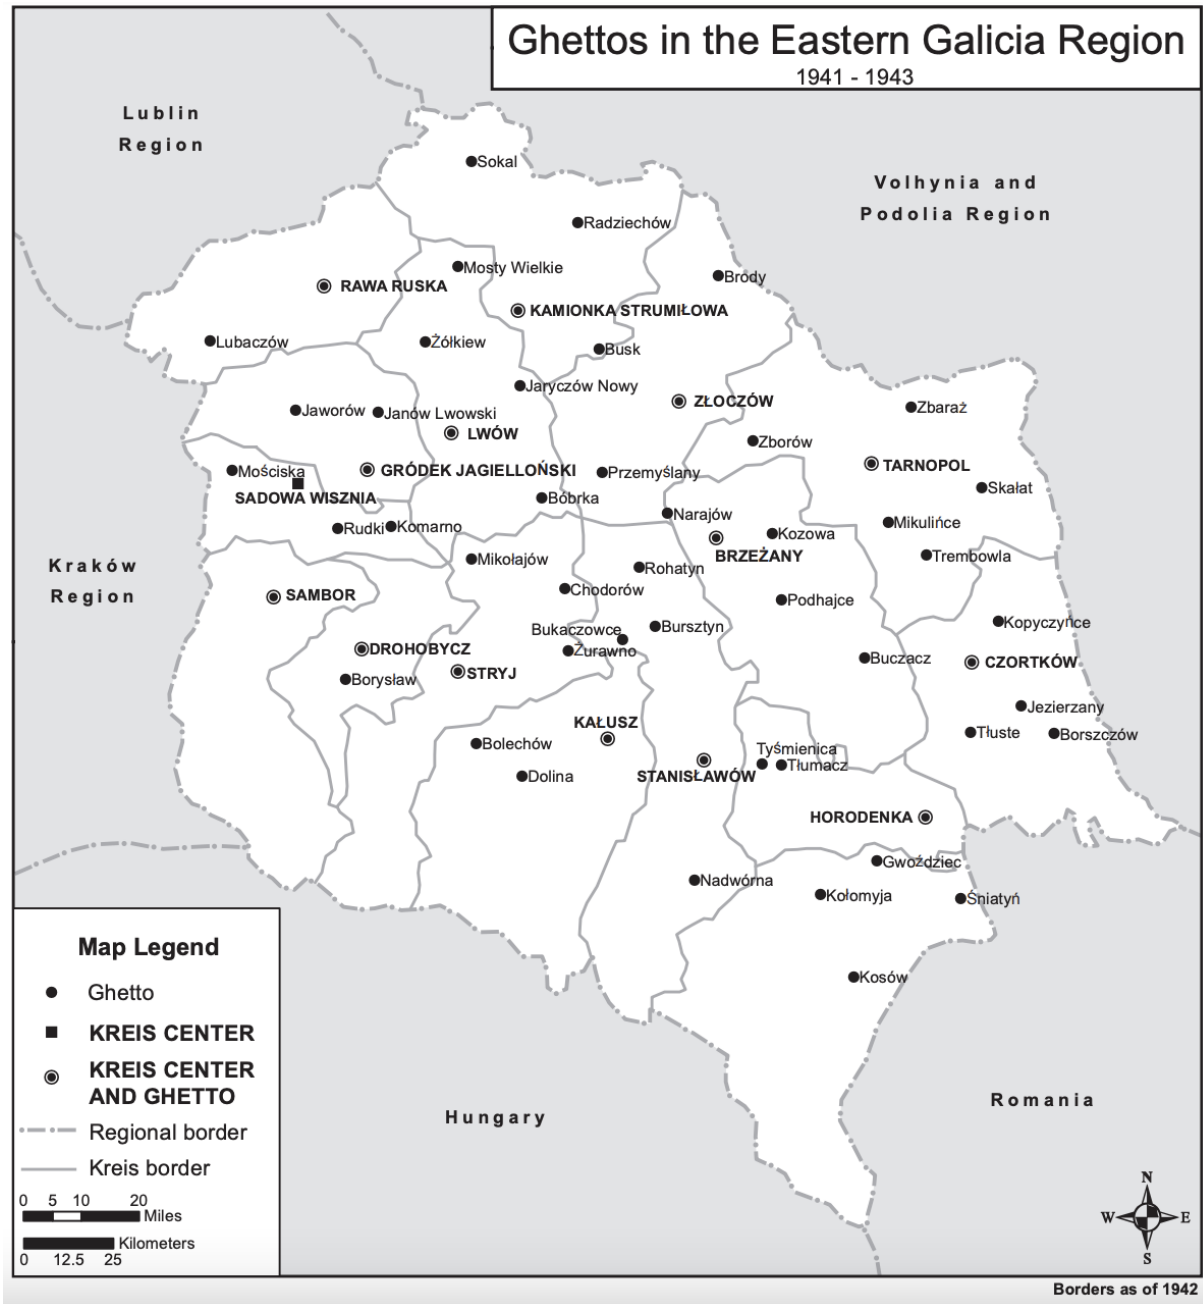 Ghettos in the Eastern Galicia Region
1941 - 1943
Lublin
Region
Volhynia and
Podolia Region
Sokal
Radziechów
Mosty Wielkie
Brody
RAWA RUSKA
KAMIONKA STRUMIŁOWA
Lubaczów
Żółkiew
Busk
Jaryczów Nowy
ZŁOCZÓW
Zbaraż
Jaworów
Janów Lwowski
LWÓW
Zborów
Mościska
GRÓDEK JAGIELLOŃSKI
Przemyślany
TARNOPOL
SADOWA WISZNIA
Bóbrka
Skałat
Narajów
Rudki
Komarno
Kozowa
Mikulińce
BRZEŻANY
Trembowla
Mikołajów
Rohatyn
Kraków
Region
SAMBOR
Chodorów
Podhajce
Bukaczowce
Bursztyn
Kopyczyńce
DROHOBYCZ
Żurawno
Buczacz
CZORTKÓW
STRYJ
Borysław
Jezierzany
KAŁUSZ
Tłuste
Borszczów
Bolechów
Tyśmienica
Tłumacz
Dolina
STANISŁAWÓW
HORODENKA
Gwoździec
Nadwórna
Kołomyja
Śniatyń
Kosów
Hungary
Romania
Map Legend
Ghetto
KREIS CENTER
KREIS CENTER
AND GHETTO
Regional border
Kreis border
0 5 10 20
Miles
Kilometers
0 12.5 25
N
W E
S
Borders as of 1942